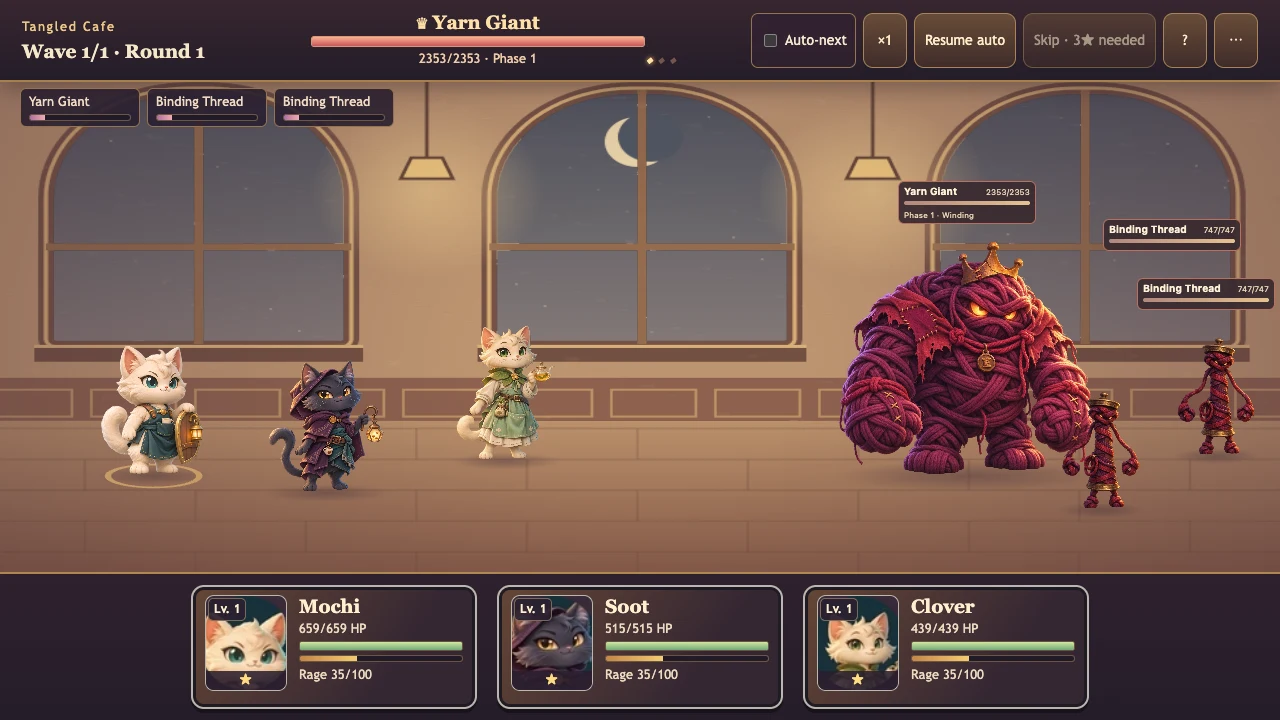 Tangled Cafe
Wave 1/1 · Round 1
♛ Yarn Giant
2353/2353 · Phase 1
Auto-next
×1
Resume auto
Skip · 3★ needed
?
···
Yarn Giant
Binding Thread
Binding Thread
Yarn Giant 2353/2353
Phase 1 · Winding
Binding Thread 747/747
Binding Thread 747/747
Lv. 1
Mochi
659/659 HP
Rage 35/100
Lv. 1
Soot
515/515 HP
Rage 35/100
Lv. 1
Clover
439/439 HP
Rage 35/100